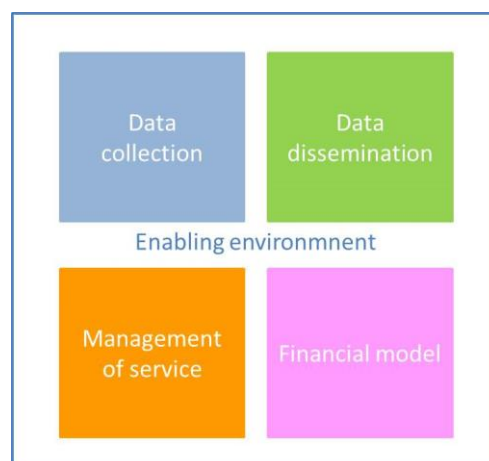 Data
collection
Data
dissemination
Enabling environmnent
Management
of service
Financial model